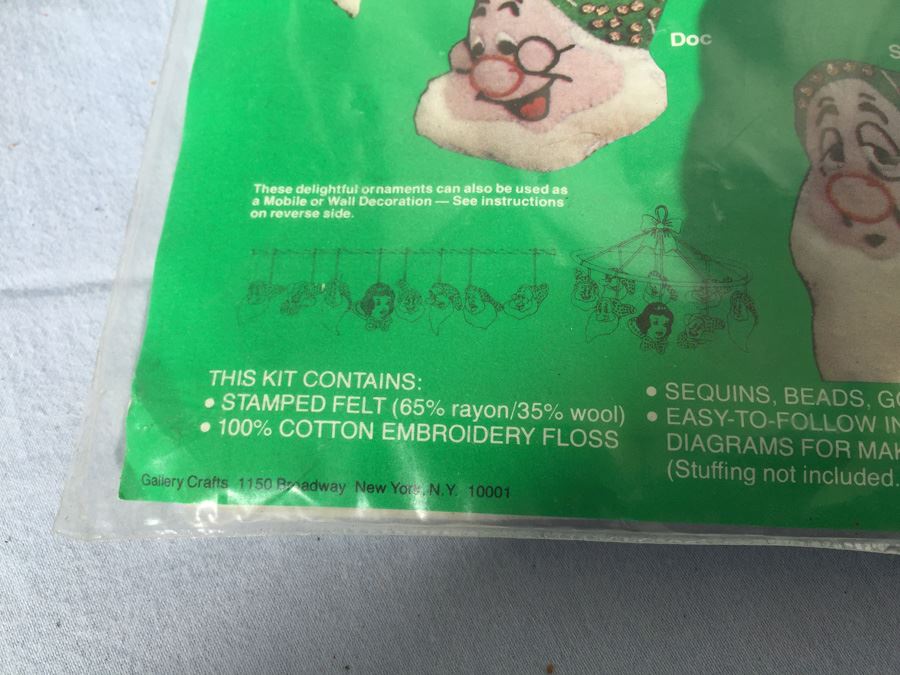 Doc
These delightful ornaments can also be used as
a Mobile or Wall Decoration — See instructions
on reverse side.
THIS KIT CONTAINS:
• STAMPED FELT (65% rayon/35% wool)
• 100% COTTON EMBROIDERY FLOSS
• SEQUINS, BEADS,
• EASY-TO-FOLLOW
DIAGRAMS FOR
(Stuffing not included.
Gallery Crafts 1150 Broadway New York, N.Y. 10001